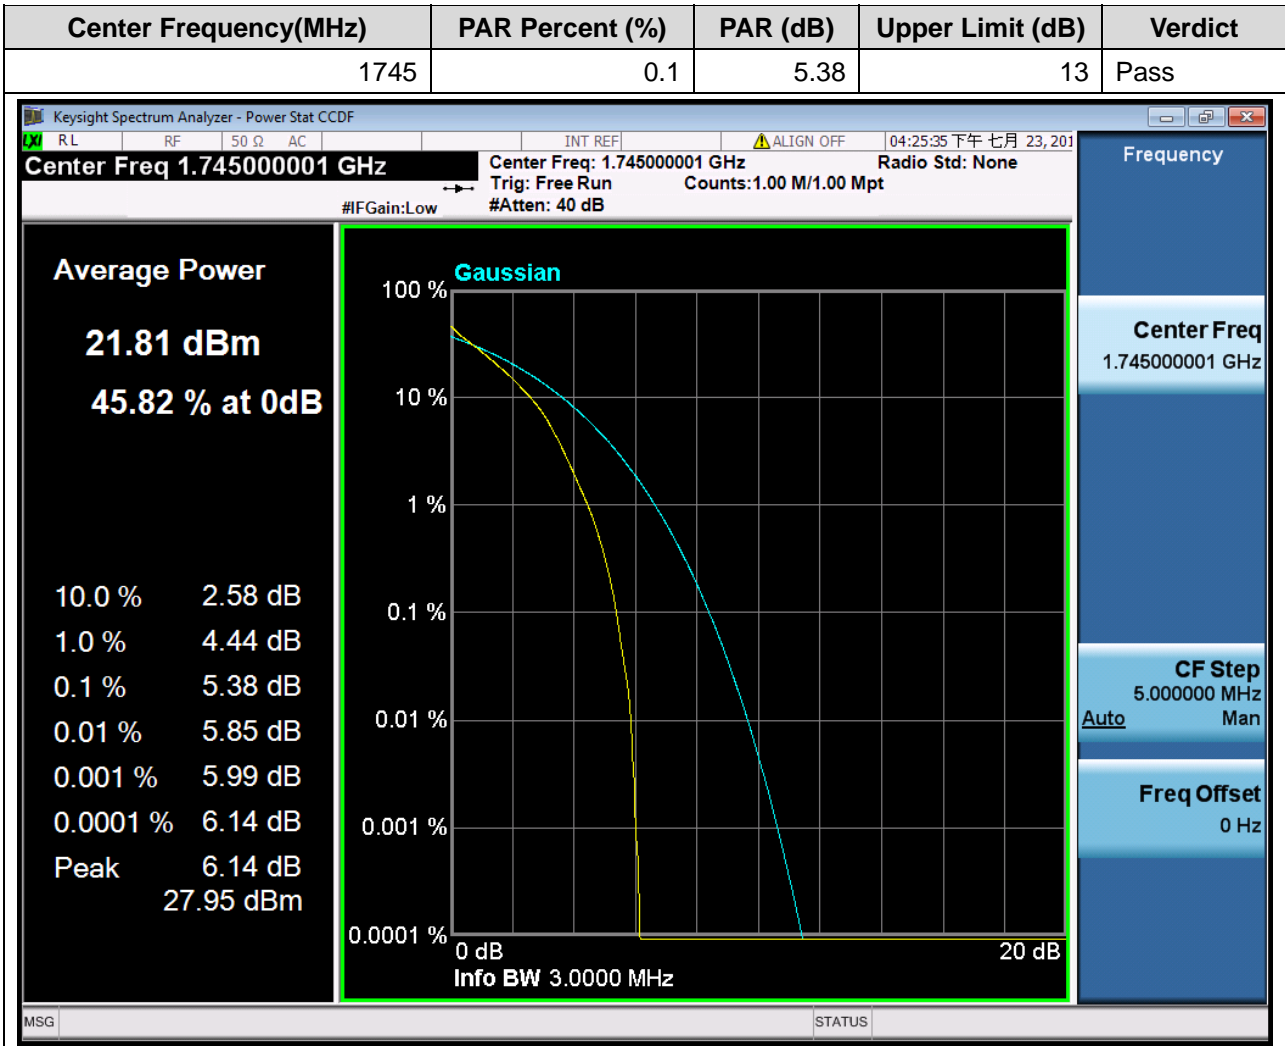 Center Frequency(MHz) PAR Percent (%) PAR (dB) Upper Limit (dB) Verdict
1745 0.1 5.38 13 Pass
Keysight Spectrum Analyzer - Power Stat CCDF
LXI RL RF 50 Ω AC INT REF ALIGN OFF 04:25:35 下午 七月 23, 201
Center Freq 1.745000001 GHz
Center Freq: 1.745000001 GHz Radio Std: None
Trig: Free Run Counts:1.00 M/1.00 Mpt
#IFGain:Low #Atten: 40 dB
Frequency
Average Power
21.81 dBm
45.82 % at 0dB
10.0 % 2.58 dB
1.0 % 4.44 dB
0.1 % 5.38 dB
0.01 % 5.85 dB
0.001 % 5.99 dB
0.0001 % 6.14 dB
Peak 6.14 dB
27.95 dBm
Gaussian
100 %
10 %
1 %
0.1 %
0.01 %
0.001 %
0.0001 %
0 dB 20 dB
Info BW 3.0000 MHz
Center Freq
1.745000001 GHz
CF Step
5.000000 MHz
Auto Man
Freq Offset
0 Hz
MSG STATUS